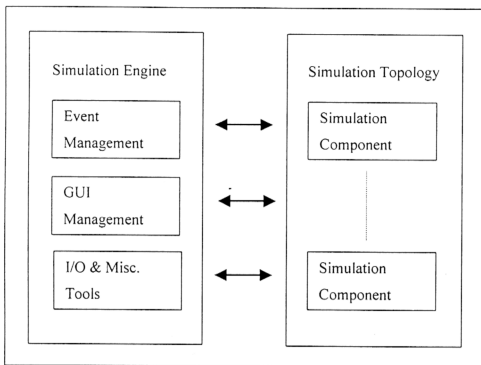 Simulation Engine
Event
Management
GUI
Management
I/O & Misc.
Tools
Simulation Topology
Simulation
Component
Simulation
Component